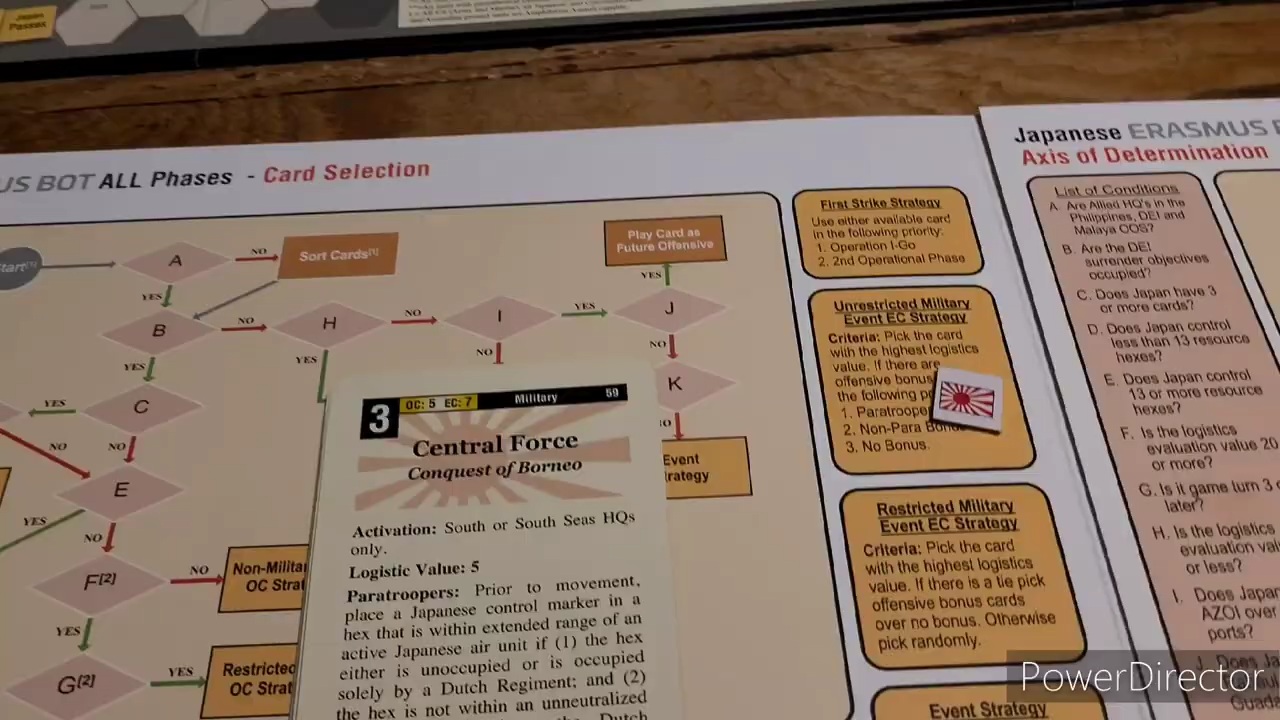 Japan
Passes
US BOT ALL Phases - Card Selection
Start[1]
A
NO
Sort Cards[1]
YES
B
NO
H
NO
I
YES
J
YES
Play Card as
Future Offensive
NO
K
NO
YES
YES
C
YES
NO
NO
E
YES
NO
F[2]
NO
Non-Milita
OC Strat
YES
G[2]
YES
Restricted
OC Strat
Event
rategy
3
OC: 5 EC: 7
Military
59
Central Force
Conquest of Borneo
Activation: South or South Seas HQs
only.
Logistic Value: 5
Paratroopers: Prior to movement,
place a Japanese control marker in a
hex that is within extended range of an
active Japanese air unit if (1) the hex
either is unoccupied or is occupied
solely by a Dutch Regiment; and (2)
the hex is not within an unneutralized
First Strike Strategy
Use either available card
in the following priority:
1. Operation I-Go
2. 2nd Operational Phase
Unrestricted Military
Event EC Strategy
Criteria: Pick the card
with the highest logistics
value. If there are
offensive bonus
the following p
1. Paratroope
2. Non-Para Bonus
3. No Bonus.
Restricted Military
Event EC Strategy
Criteria: Pick the card
with the highest logistics
value. If there is a tie pick
offensive bonus cards
over no bonus. Otherwise
pick randomly.
Event Strategy
Japanese ERASMUS
Axis of Determination
List of Conditions
A. Are Allied HQ's in the
Philippines, DEI and
Malaya OOS?
B. Are the DEI
surrender objectives
occupied?
C. Does Japan have 3
or more cards?
D. Does Japan control
less than 13 resource
hexes?
E. Does Japan control
13 or more resource
hexes?
F. Is the logistics
evaluation value 20
or more?
G. Is it game turn 3 o
later?
H. Is the logistics
evaluation val
or less?
I. Does Japan
AZOI over
ports?
PowerDirector